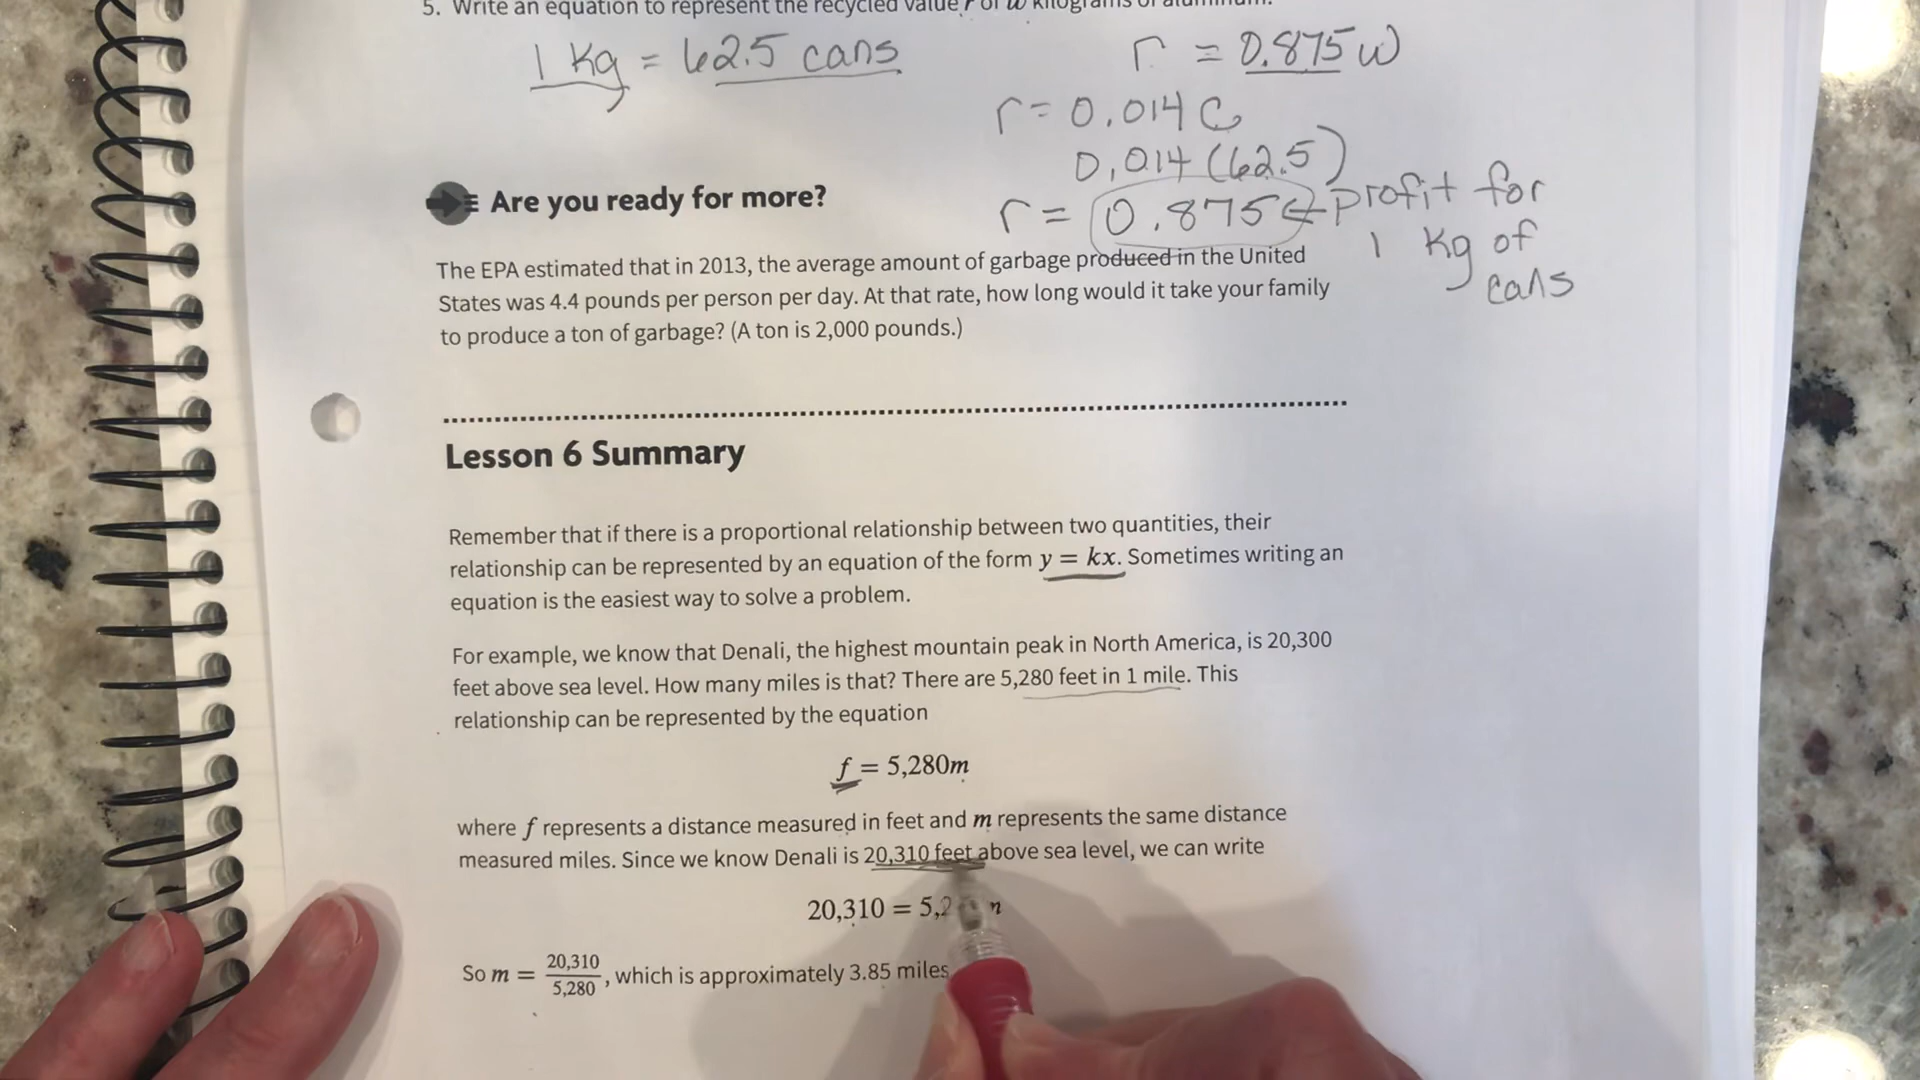 5. Write an equation to represent the recycled value r of w kilograms of aluminum.
1 kg = 62.5 cans
r = 0.875 w
r = 0.014 C
0.014 (62.5)
r = 0.875 ← profit for
1 kg of
cans
Are you ready for more?
The EPA estimated that in 2013, the average amount of garbage produced in the United
States was 4.4 pounds per person per day. At that rate, how long would it take your family
to produce a ton of garbage? (A ton is 2,000 pounds.)
Lesson 6 Summary
Remember that if there is a proportional relationship between two quantities, their
relationship can be represented by an equation of the form y = kx. Sometimes writing an
equation is the easiest way to solve a problem.
For example, we know that Denali, the highest mountain peak in North America, is 20,300
feet above sea level. How many miles is that? There are 5,280 feet in 1 mile. This
relationship can be represented by the equation
f = 5,280m
where f represents a distance measured in feet and m represents the same distance
measured miles. Since we know Denali is 20,310 feet above sea level, we can write
20,310 = 5,2
So m = 20,310/5,280, which is approximately 3.85 miles